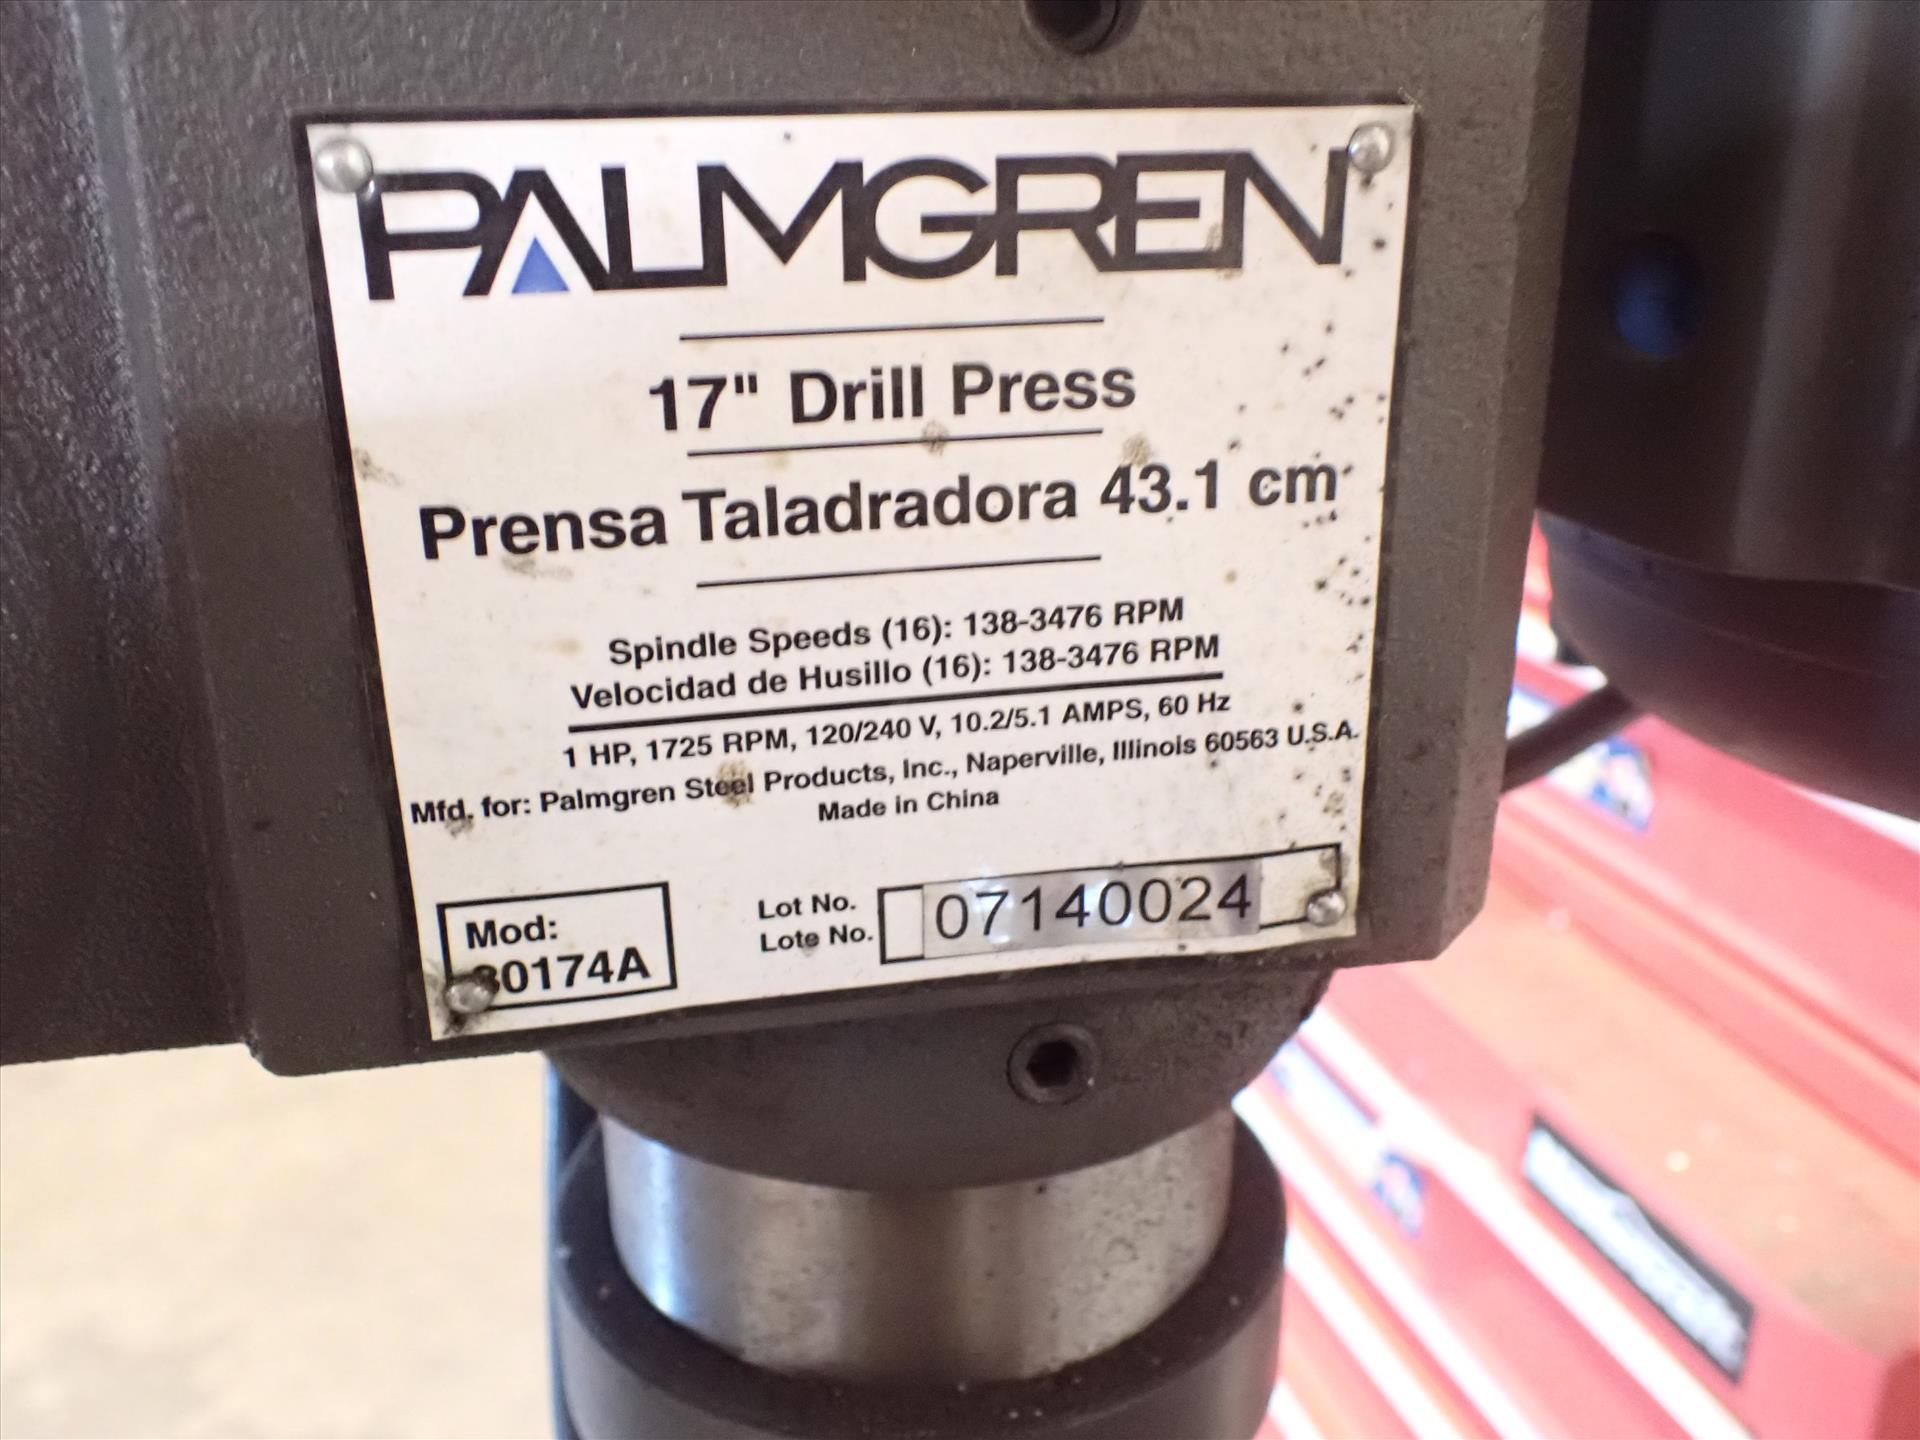 PALMGREN
17" Drill Press
Prensa Taladradora 43.1 cm
Spindle Speeds (16): 138-3476 RPM
Velocidad de Husillo (16): 138-3476 RPM
1 HP, 1725 RPM, 120/240 V, 10.2/5.1 AMPS, 60 Hz
Mfd. for: Palmgren Steel Products, Inc., Naperville, Illinois 60563 U.S.A.
Made in China
Mod:
80174A
Lot No.
Lote No.
07140024